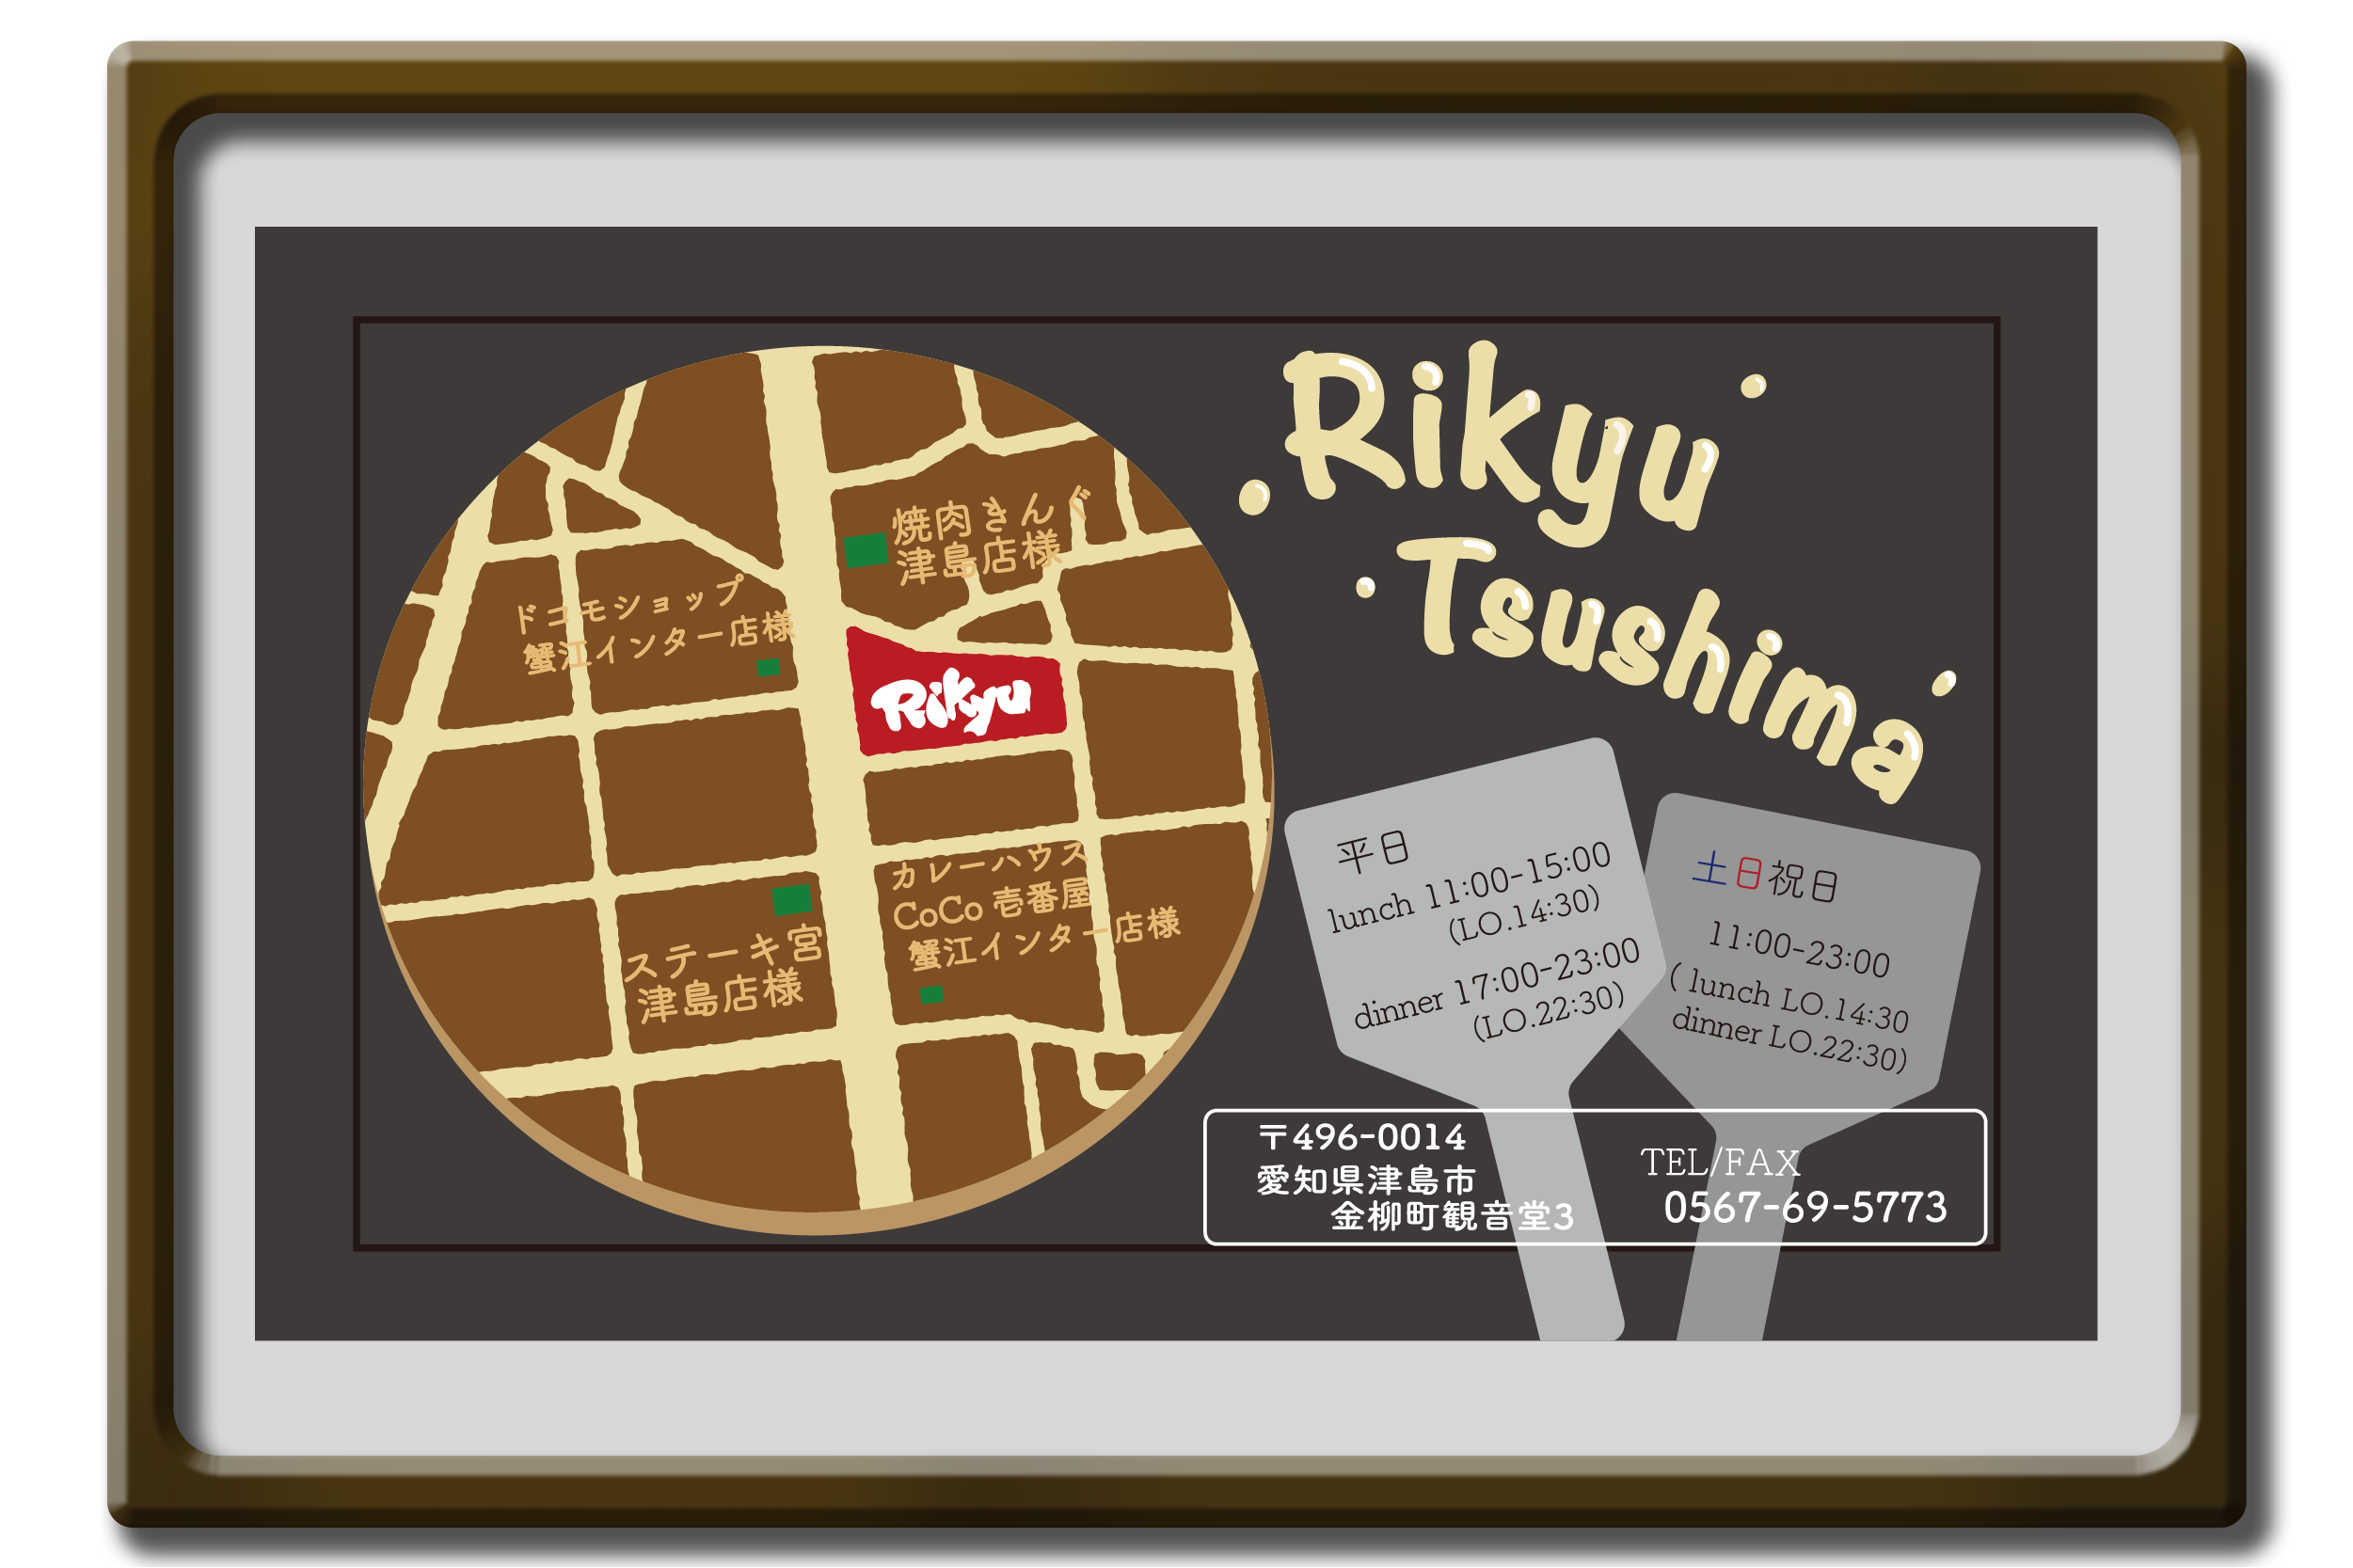 Rikyu
Tsushima
焼肉きんぐ
津島店様
ドコモショップ
蟹江インター店様
Rikyu
カレーハウス
CoCo 壱番屋
蟹江インター店様
ステーキ宮
津島店様
平日
lunch 11:00-15:00
(LO.14:30)
dinner 17:00-23:00
(LO.22:30)
土日祝日
11:00-23:00
( lunch LO.14:30
dinner LO.22:30)
〒496-0014
愛知県津島市
金柳町観音堂3
TEL/FAX
0567-69-5773